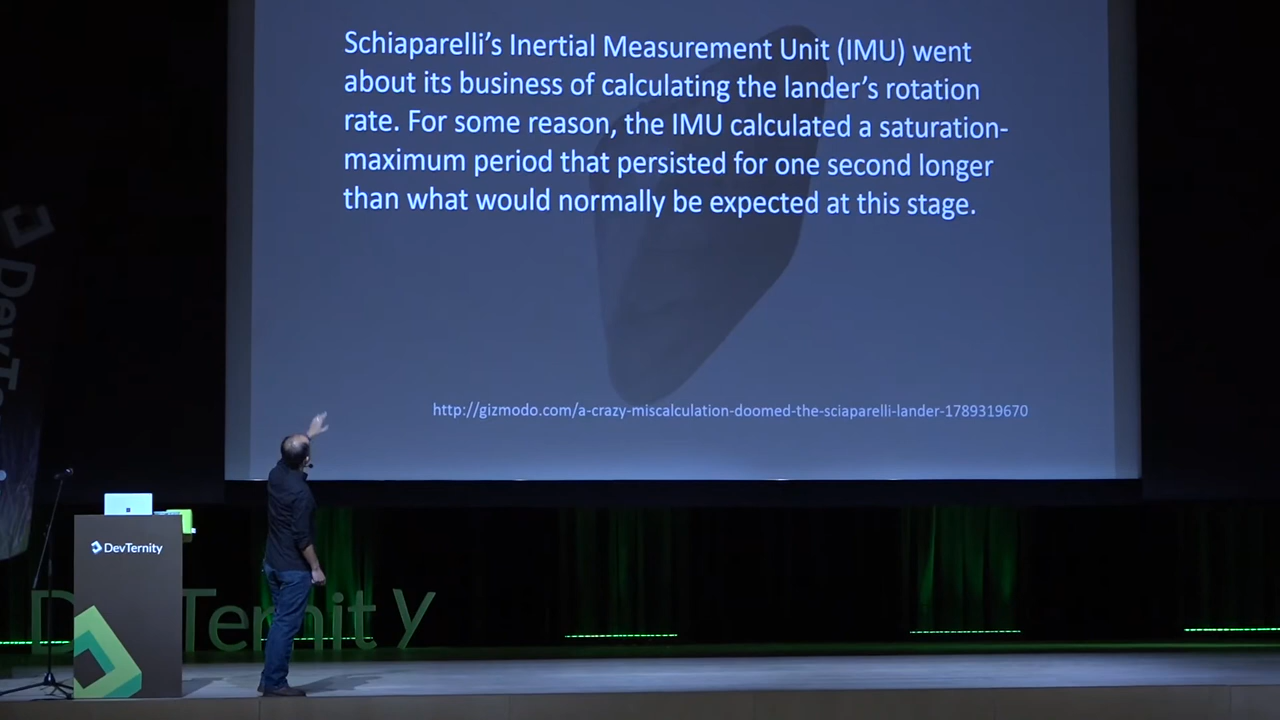 Schiaparelli's Inertial Measurement Unit (IMU) went
about its business of calculating the lander's rotation
rate. For some reason, the IMU calculated a saturation-
maximum period that persisted for one second longer
than what would normally be expected at this stage.
http://gizmodo.com/a-crazy-miscalculation-doomed-the-sciaparelli-lander-1789319670
DevTernity